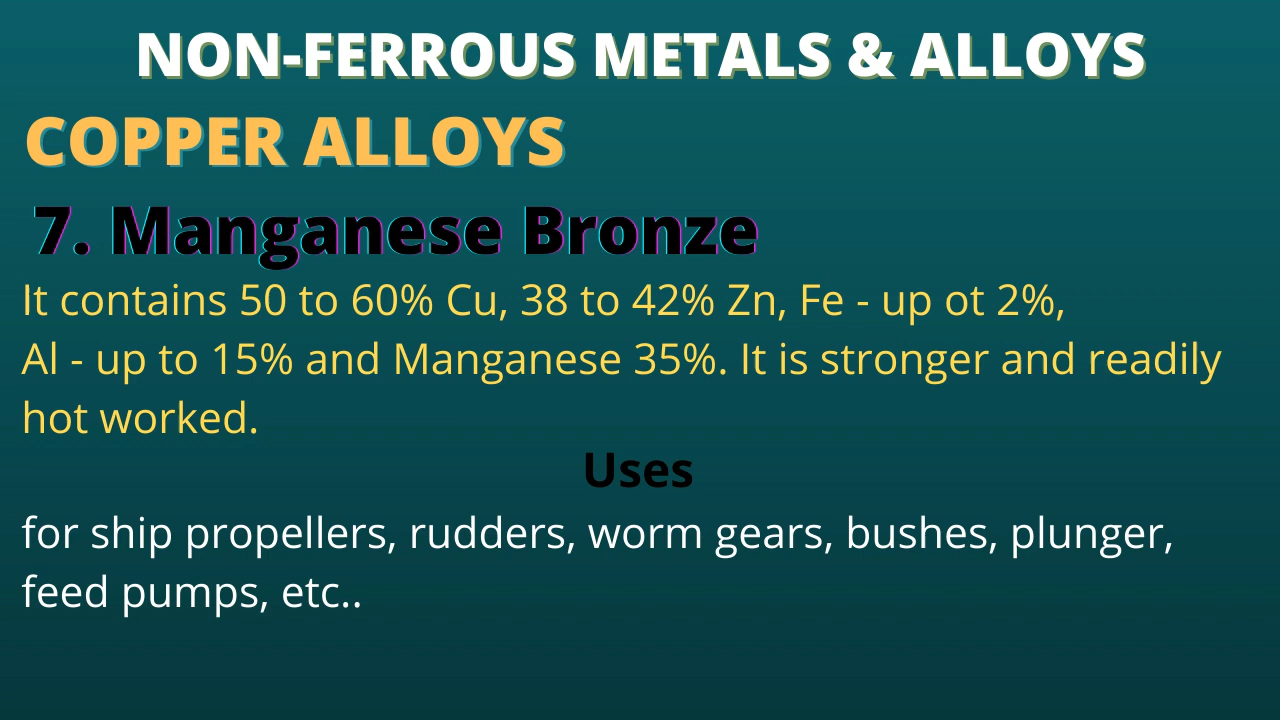 NON-FERROUS METALS & ALLOYS
COPPER ALLOYS
7. Manganese Bronze
It contains 50 to 60% Cu, 38 to 42% Zn, Fe - up ot 2%,
Al - up to 15% and Manganese 35%. It is stronger and readily
hot worked.
Uses
for ship propellers, rudders, worm gears, bushes, plunger,
feed pumps, etc..